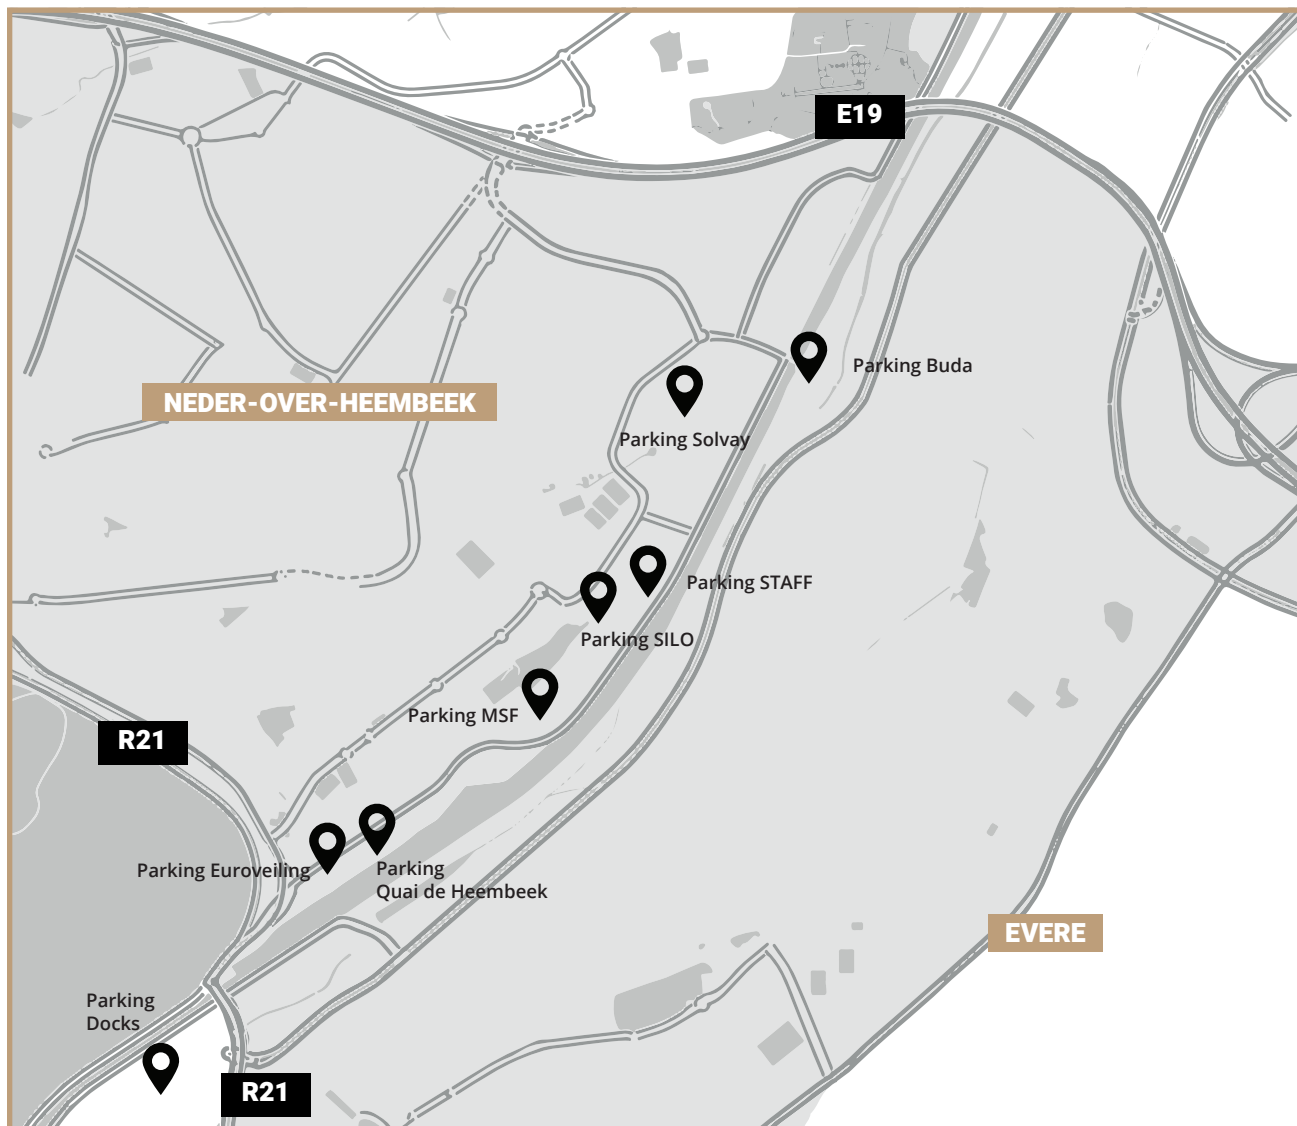 E19
Parking Buda
NEDER-OVER-HEEMBEEK
Parking Solvay
Parking STAFF
Parking SILO
Parking MSF
R21
Parking Euroveiling
Parking
Quai de Heembeek
EVERE
Parking
Docks
R21